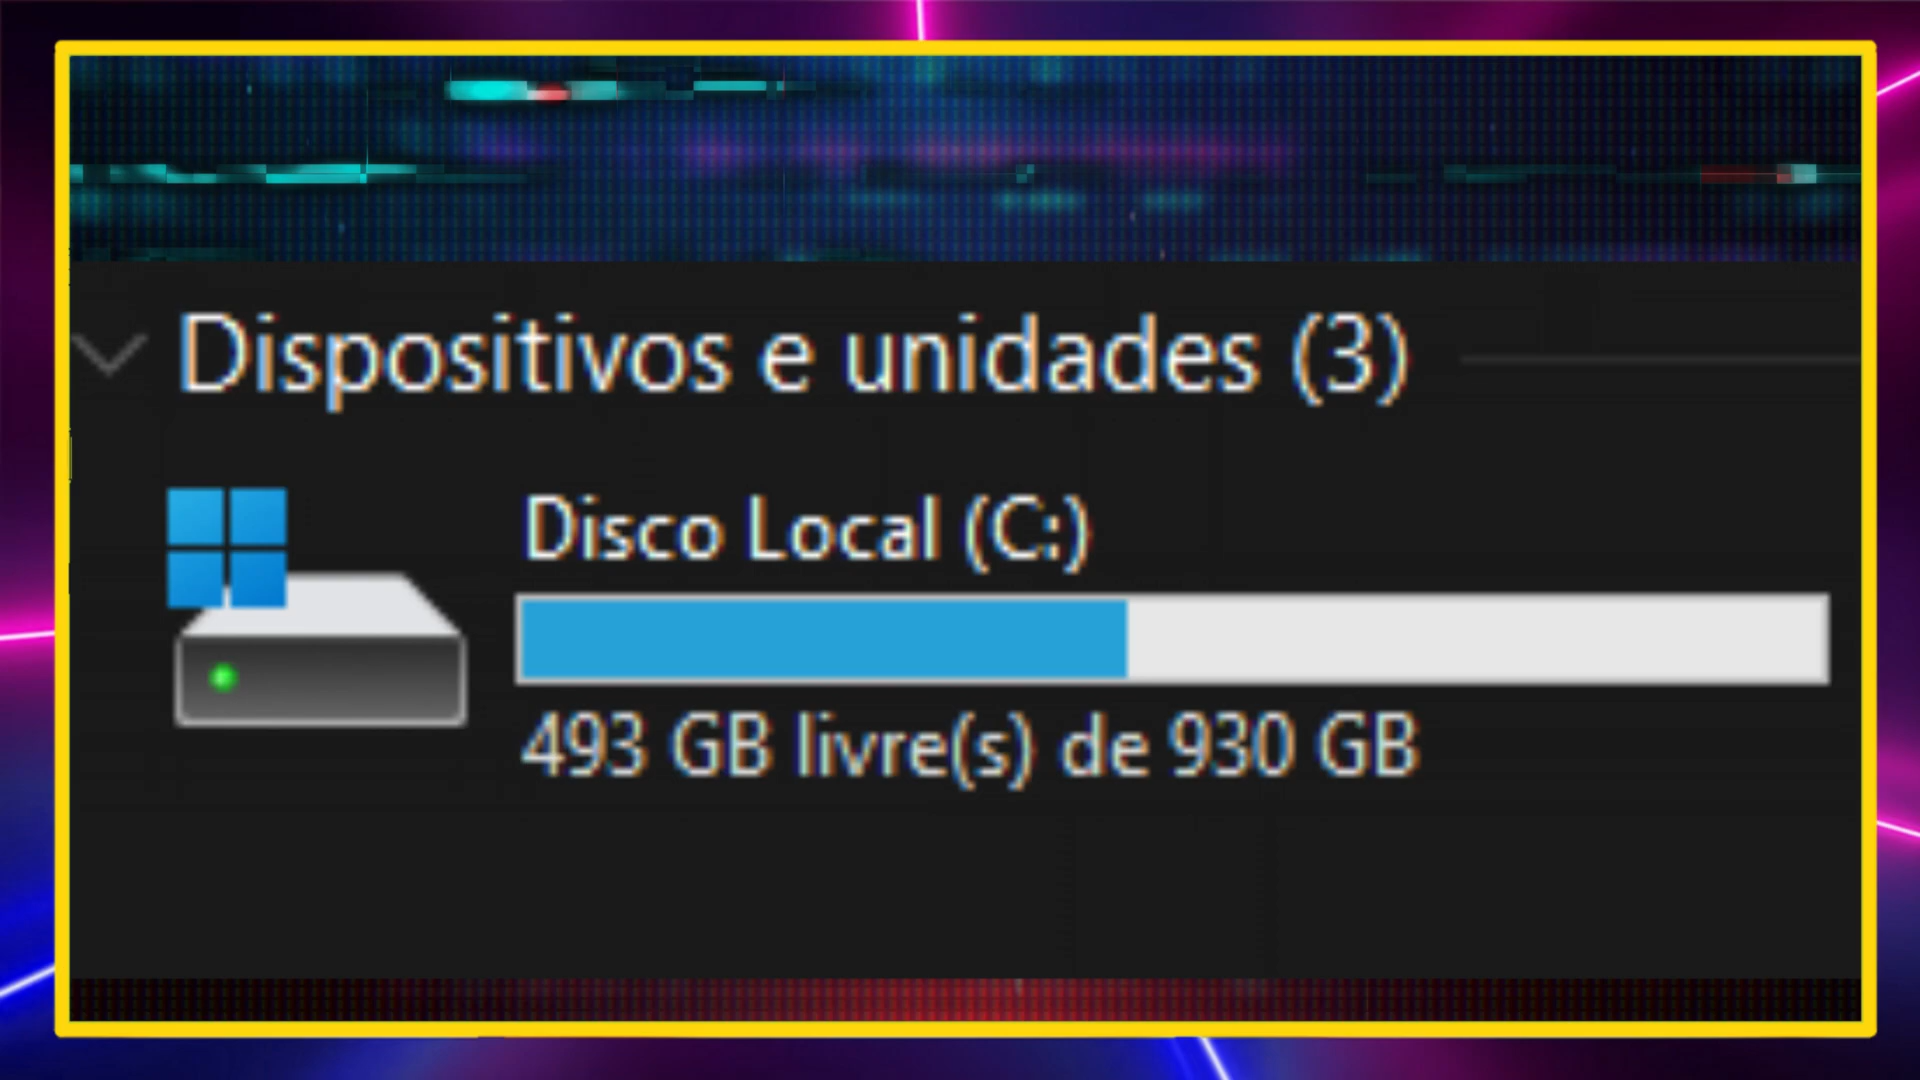 Dispositivos e unidades (3)
Disco Local (C:)
493 GB livre(s) de 930 GB